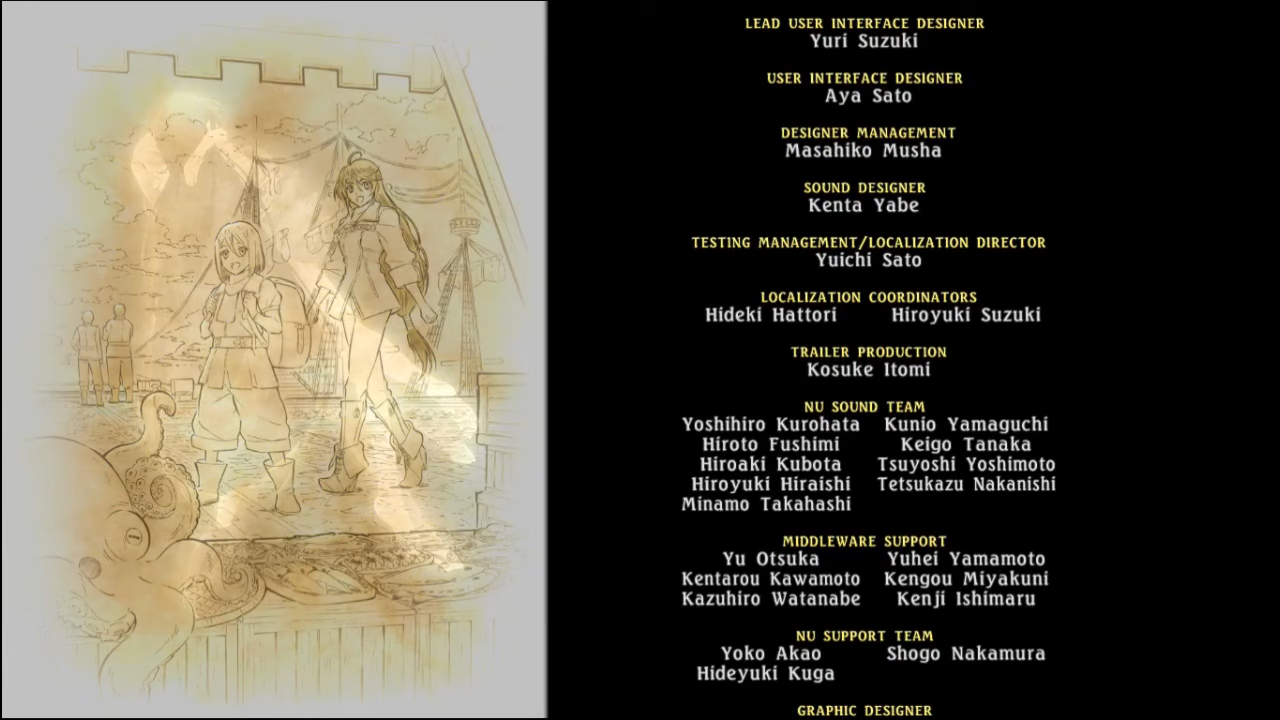 LEAD USER INTERFACE DESIGNER
Yuri Suzuki
USER INTERFACE DESIGNER
Aya Sato
DESIGNER MANAGEMENT
Masahiko Musha
SOUND DESIGNER
Kenta Yabe
TESTING MANAGEMENT/LOCALIZATION DIRECTOR
Yuichi Sato
LOCALIZATION COORDINATORS
Hideki Hattori Hiroyuki Suzuki
TRAILER PRODUCTION
Kosuke Itomi
NU SOUND TEAM
Yoshihiro Kurohata Kunio Yamaguchi
Hiroto Fushimi Keigo Tanaka
Hiroaki Kubota Tsuyoshi Yoshimoto
Hiroyuki Hiraishi Tetsukazu Nakanishi
Minamo Takahashi
MIDDLEWARE SUPPORT
Yu Otsuka Yuhei Yamamoto
Kentarou Kawamoto Kengou Miyakuni
Kazuhiro Watanabe Kenji Ishimaru
NU SUPPORT TEAM
Yoko Akao Shogo Nakamura
Hideyuki Kuga
GRAPHIC DESIGNER